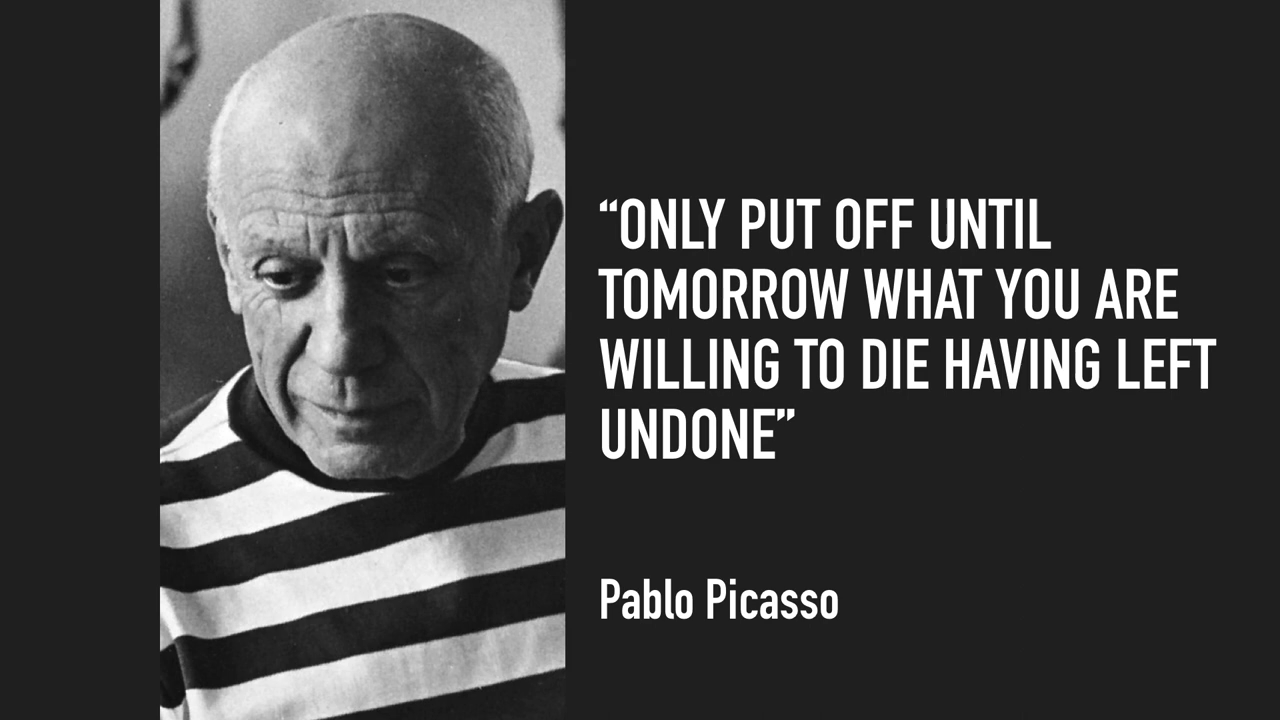 “ONLY PUT OFF UNTIL
TOMORROW WHAT YOU ARE
WILLING TO DIE HAVING LEFT
UNDONE”
Pablo Picasso